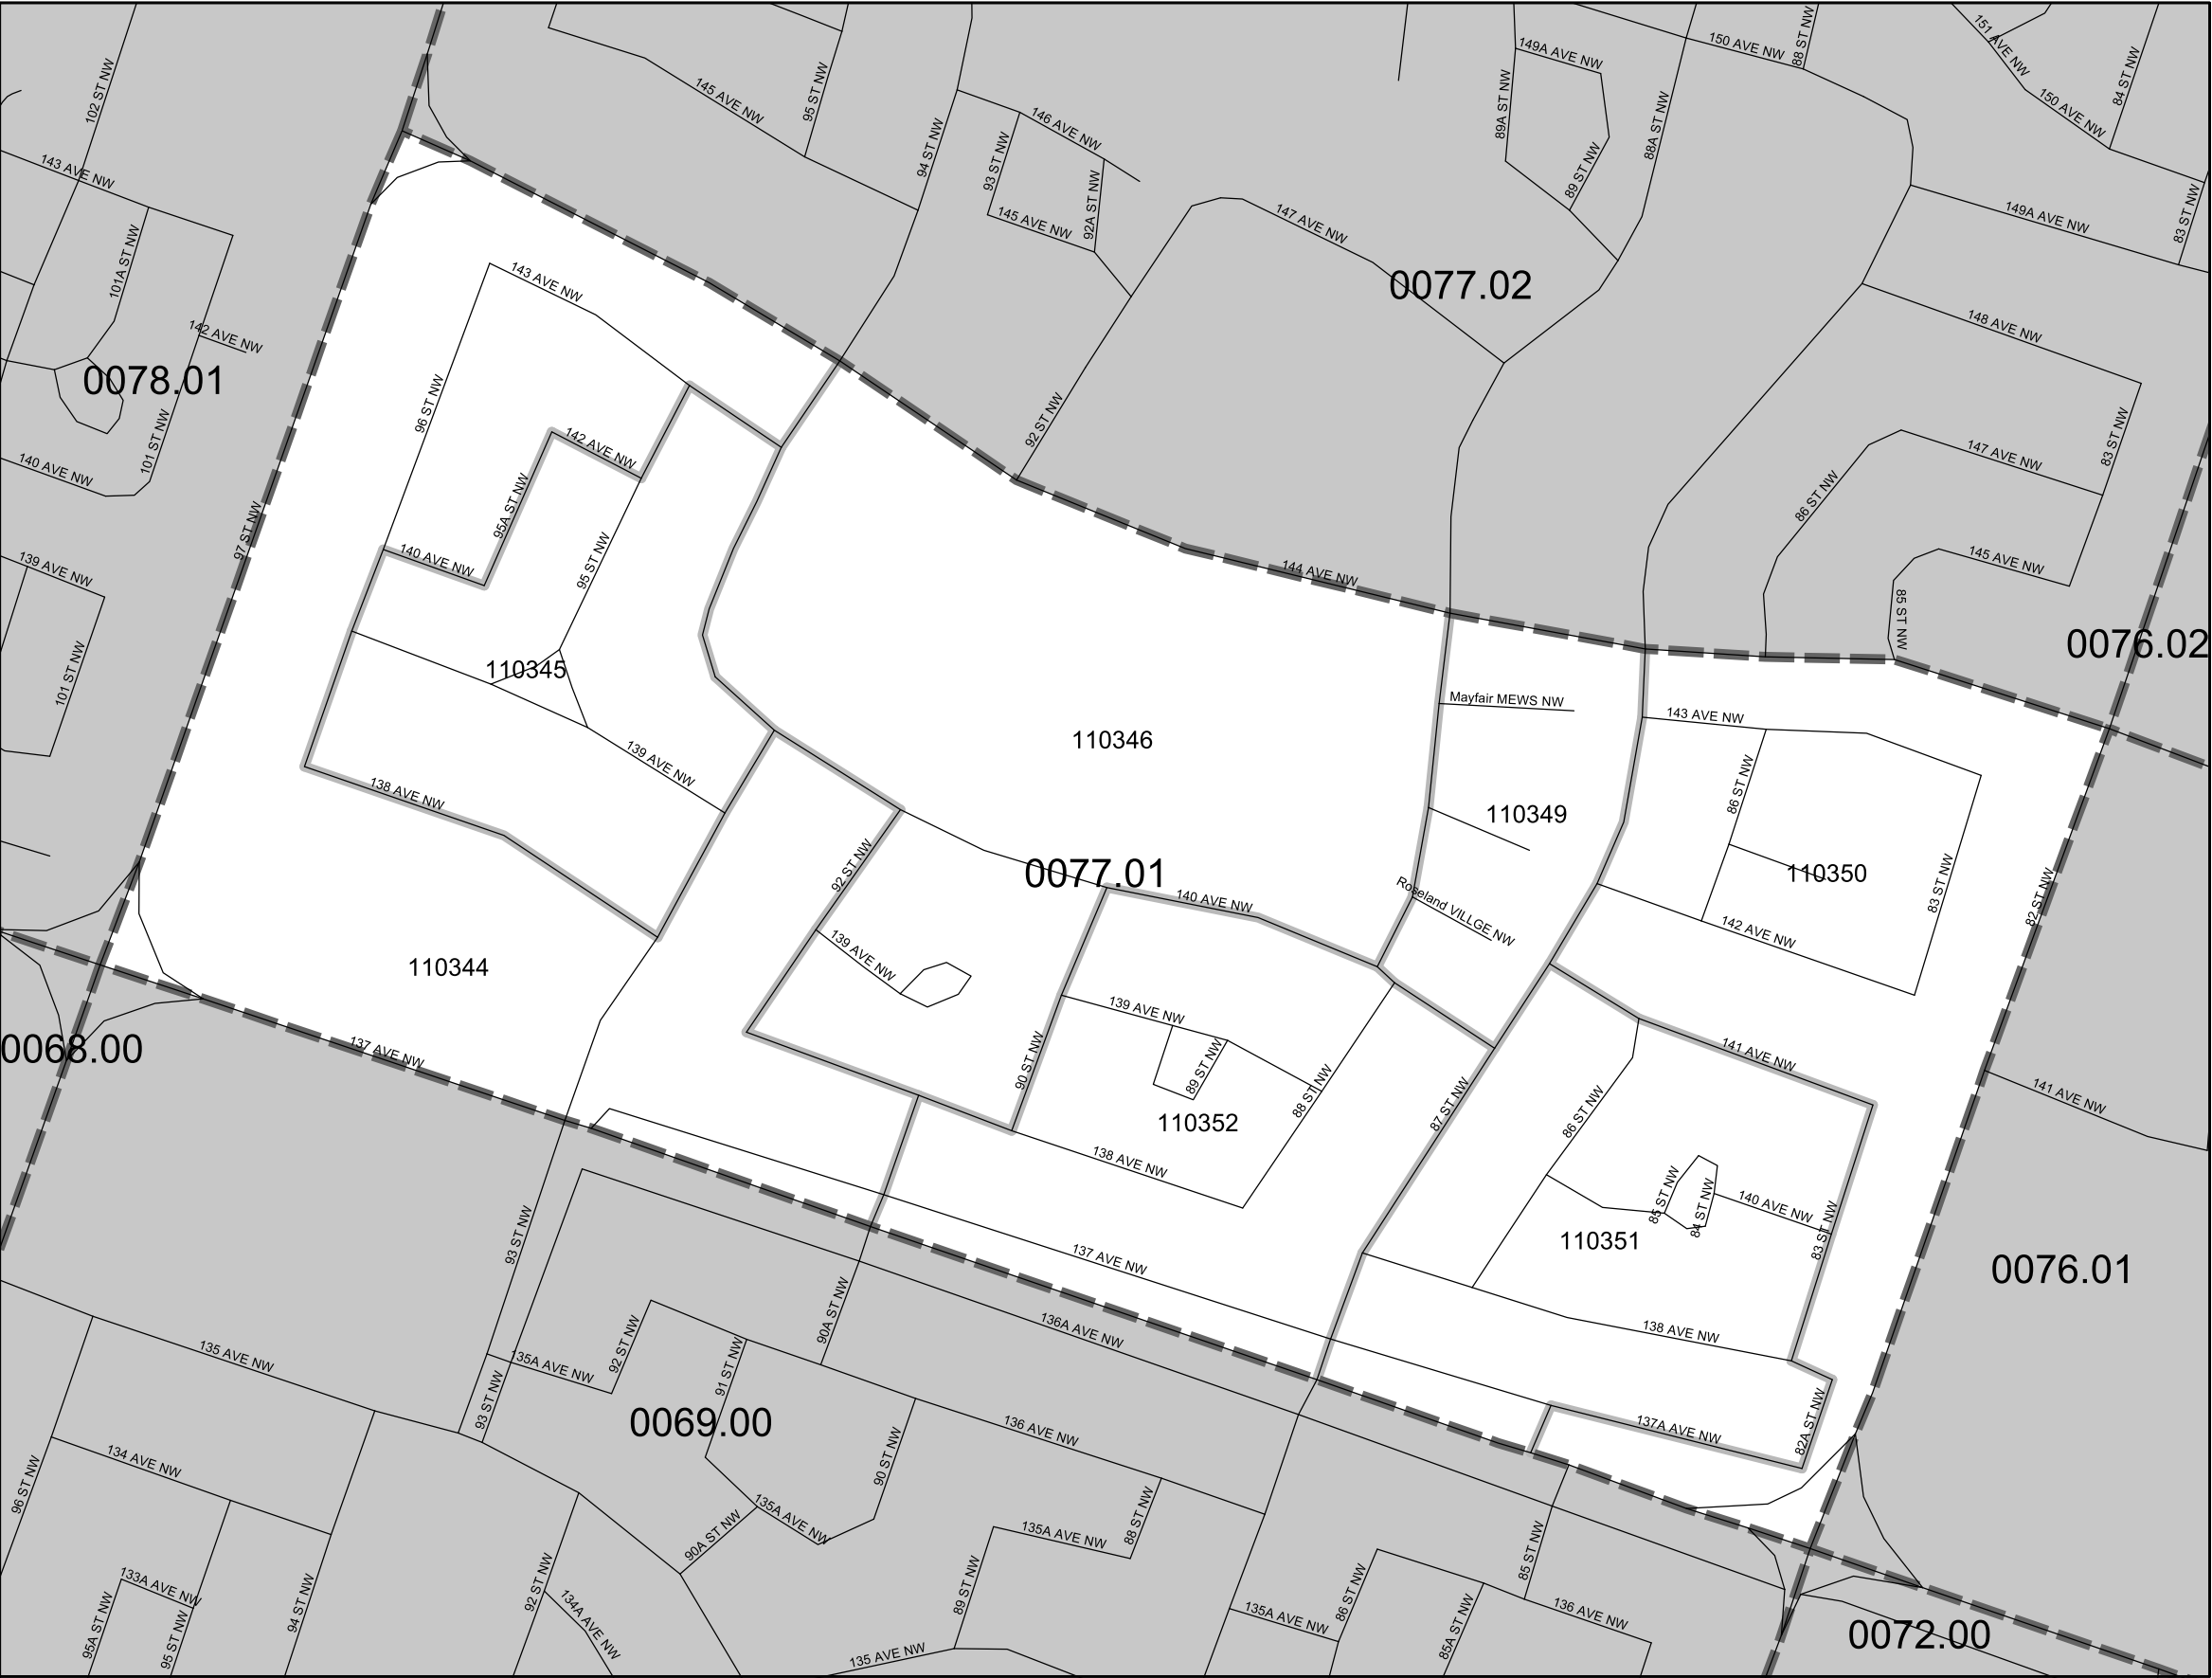 102 ST NW
143 AVE NW
101A ST NW
142 AVE NW
0078.01
101 ST NW
140 AVE NW
97 ST NW
139 AVE NW
101 ST NW
145 AVE NW
95 ST NW
94 ST NW
146 AVE NW
93 ST NW
92A ST NW
145 AVE NW
147 AVE NW
0077.02
92 ST NW
149A AVE NW
89A ST NW
89 ST NW
88A ST NW
150 AVE NW
88 ST NW
151 AVE NW
150 AVE NW
84 ST NW
149A AVE NW
83 ST NW
148 AVE NW
83 ST NW
147 AVE NW
86 ST NW
145 AVE NW
85 ST NW
0076.02
144 AVE NW
143 AVE NW
96 ST NW
142 AVE NW
95A ST NW
140 AVE NW
95 ST NW
110345
139 AVE NW
138 AVE NW
110344
137 AVE NW
110346
Mayfair MEWS NW
110349
Roseland VILLGE NW
143 AVE NW
86 ST NW
110350
83 ST NW
142 AVE NW
82 ST NW
0077.01
92 ST NW
139 AVE NW
140 AVE NW
90 ST NW
139 AVE NW
89 ST NW
88 ST NW
110352
138 AVE NW
87 ST NW
141 AVE NW
86 ST NW
85 ST NW
84 ST NW
140 AVE NW
83 ST NW
110351
138 AVE NW
137 AVE NW
137A AVE NW
82A ST NW
141 AVE NW
0076.01
0068.00
93 ST NW
135 AVE NW
135A AVE NW
93 ST NW
92 ST NW
91 ST NW
90A ST NW
136A AVE NW
0069.00
136 AVE NW
90 ST NW
135A AVE NW
90A ST NW
134 AVE NW
96 ST NW
133A AVE NW
95A ST NW
95 ST NW
94 ST NW
92 ST NW
134A AVE NW
135A AVE NW
88 ST NW
89 ST NW
135 AVE NW
135A AVE NW
86 ST NW
85A ST NW
85 ST NW
136 AVE NW
0072.00